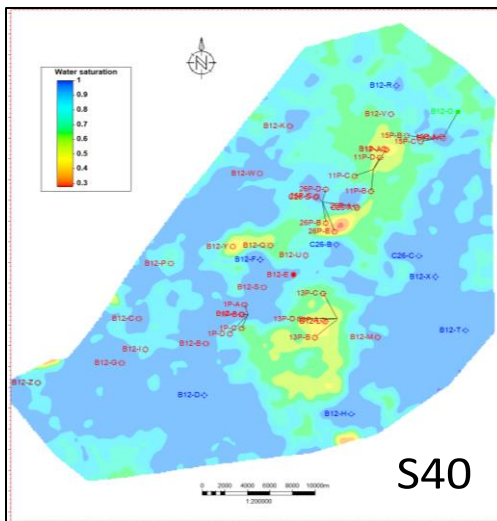 N
Water saturation
1
0.9
0.8
0.7
0.6
0.5
0.4
0.3
B12-R
B12-V
B12-K
15P-B
15P-C
11P-D
11P-C
11P-E
B12-W
26P-D
26P-B
26P-E
C26-B
B12-Y
B12-Q
B12-F
B12-U
B12-P
B12-E
B12-S
C26-C
B12-X
13P-C
1P-A
1P-C
1P-D
13P-D
13P-B
B12-C
B12-I
B12-G
B12-B
B12-M
B12-T
B12-Z
B12-D
B12-H
0 2000 4000 6000 8000 10000m
S40